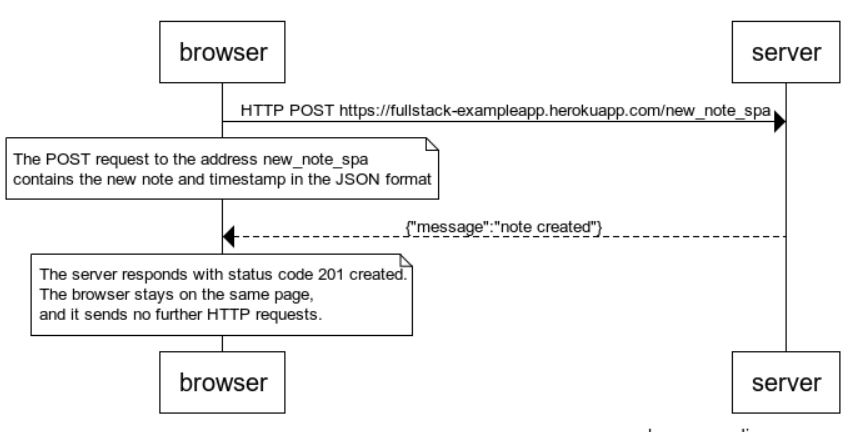 browser
server
HTTP POST https://fullstack-exampleapp.herokuapp.com/new_note_spa
The POST request to the address new_note_spa
contains the new note and timestamp in the JSON format
{"message":"note created"}
The server responds with status code 201 created.
The browser stays on the same page,
and it sends no further HTTP requests.
browser
server